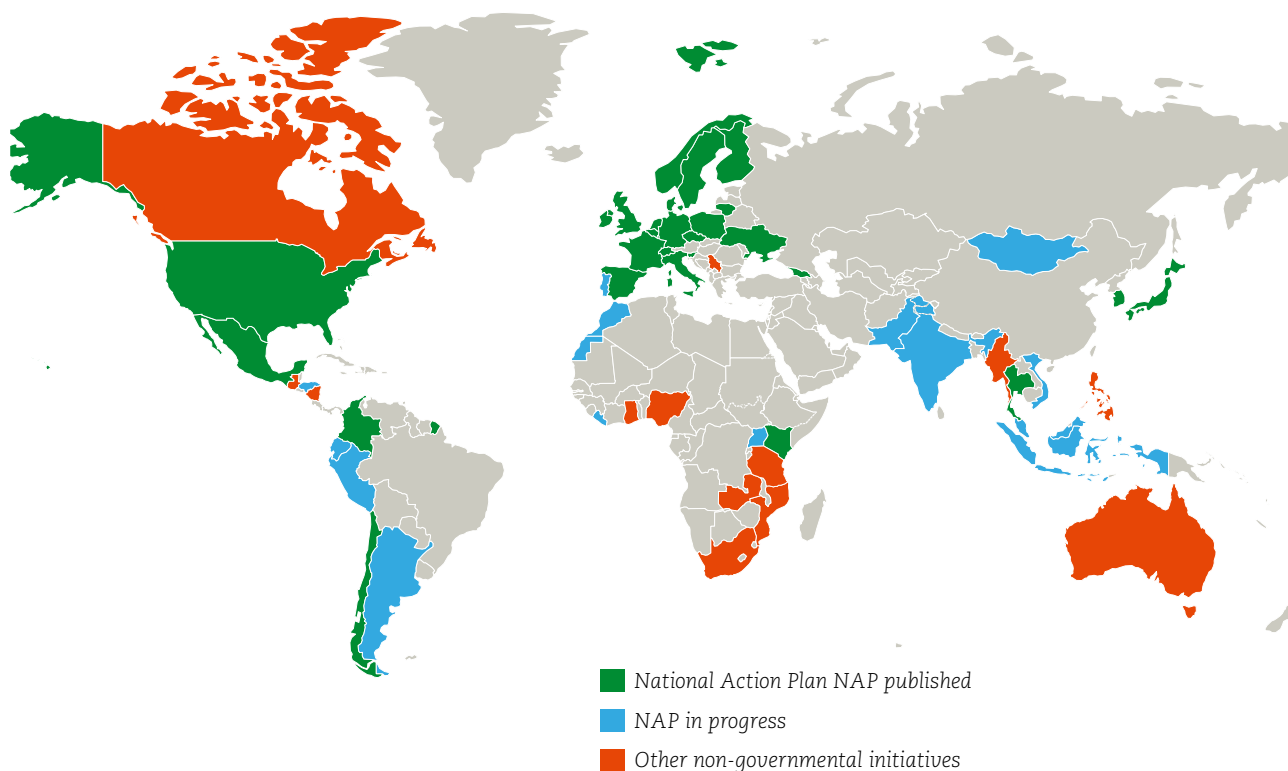 National Action Plan NAP published
NAP in progress
Other non-governmental initiatives